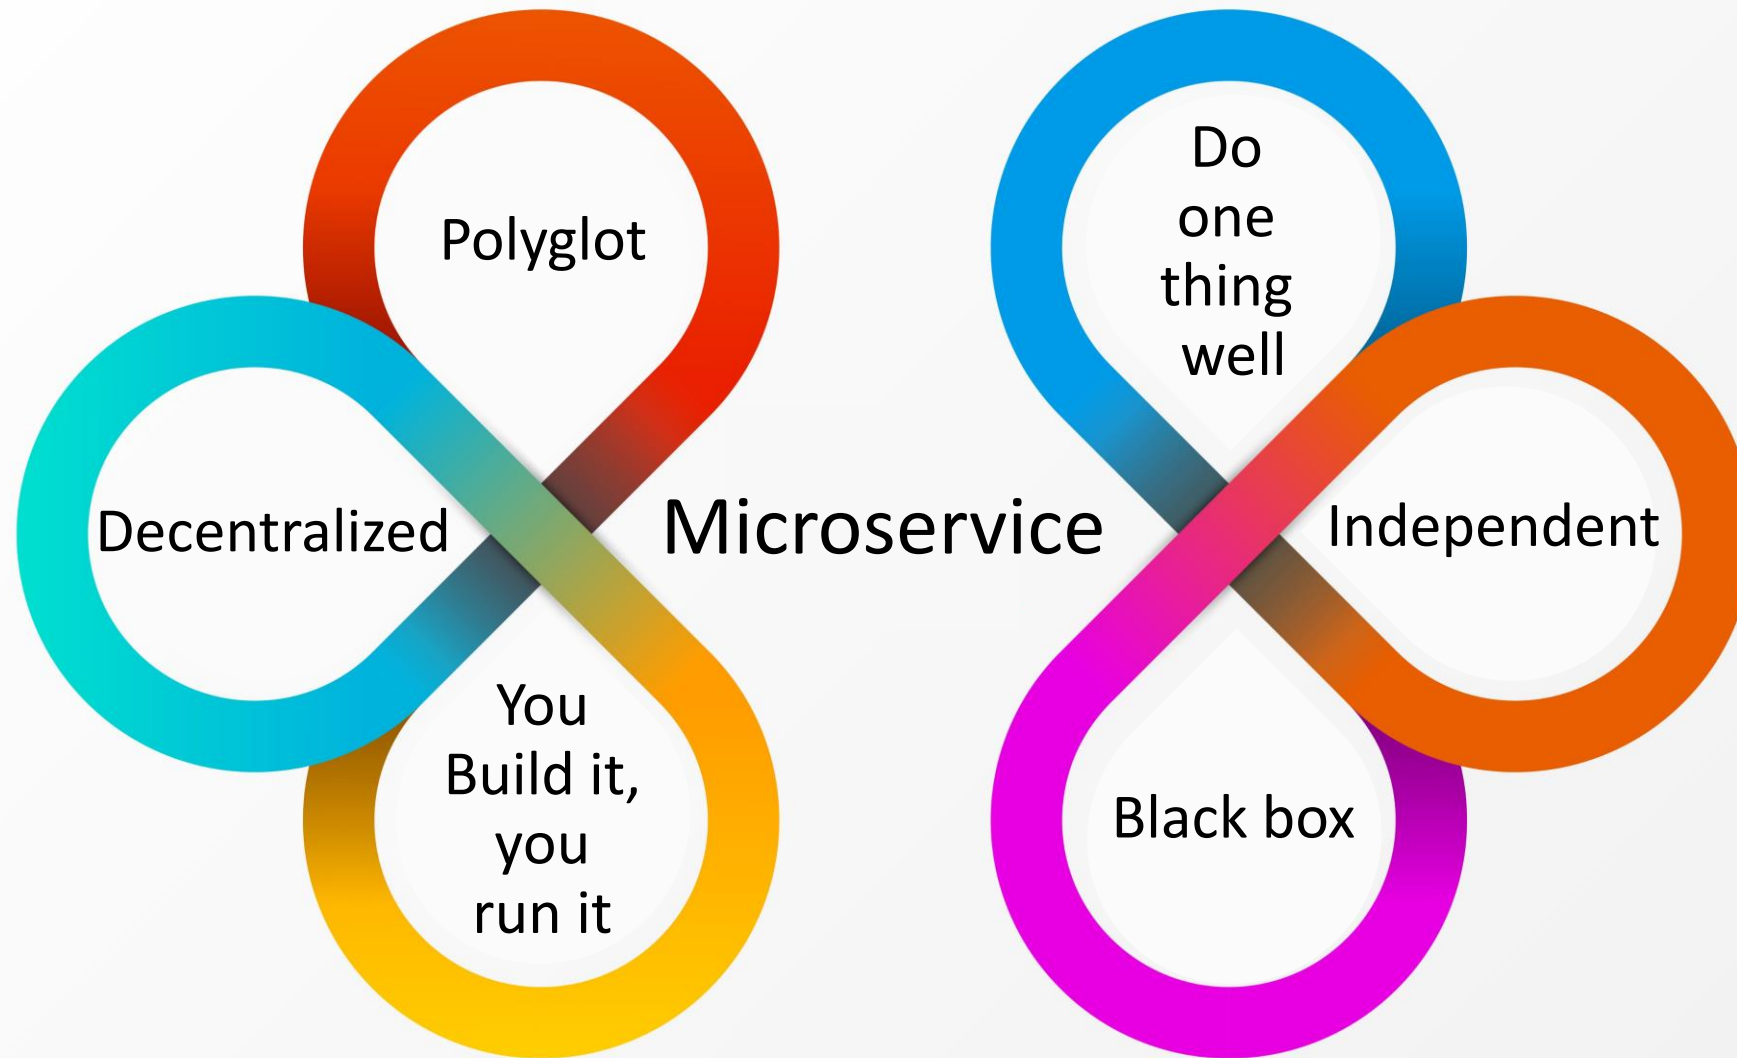 Polyglot
Do
one
thing
well
Decentralized
Microservice
Independent
You
Build it,
you
run it
Black box